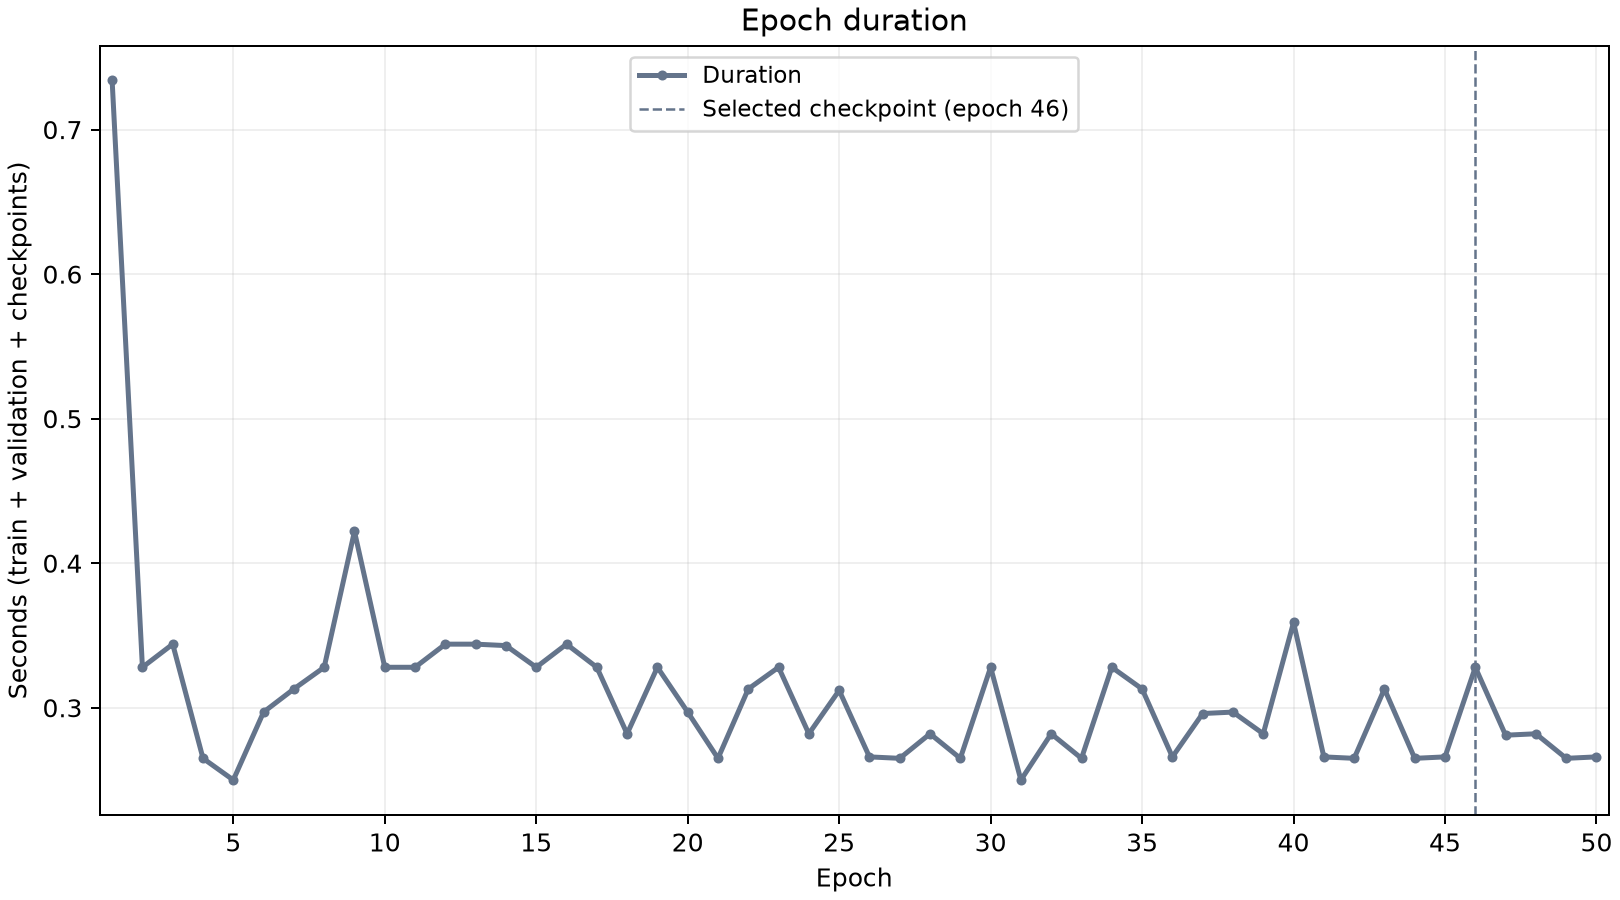 Epoch duration
Duration
Selected checkpoint (epoch 46)
Seconds (train + validation + checkpoints)
0.7
0.6
0.5
0.4
0.3
5 10 15 20 25 30 35 40 45 50
Epoch